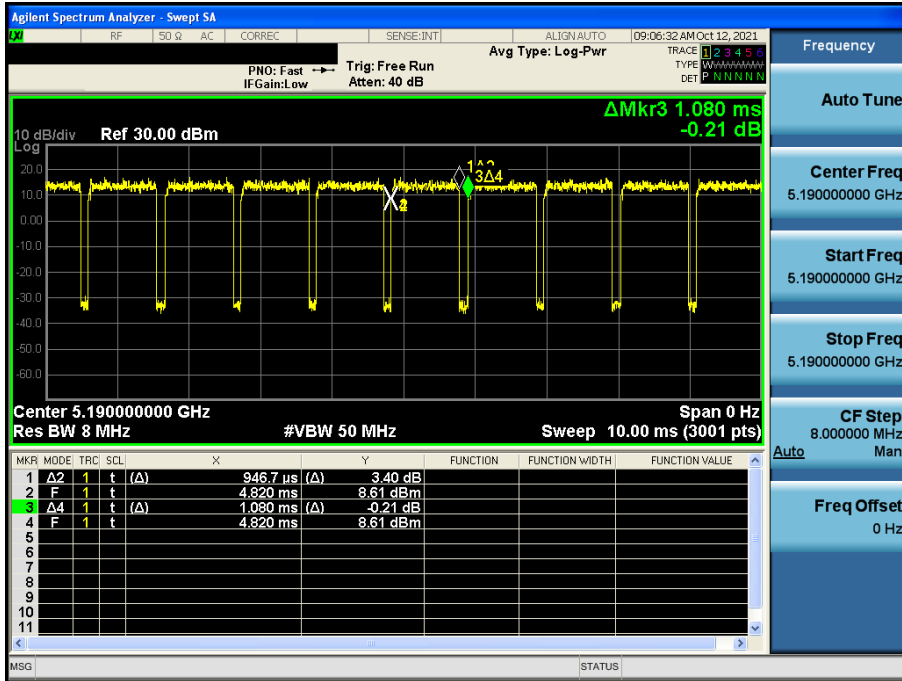 Agilent Spectrum Analyzer - Swept SA
LXI RF 50 Ω AC CORREC SENSE:INT ALIGNAUTO 09:06:32 AM Oct 12, 2021
Avg Type: Log-Pwr TRACE 1 2 3 4 5 6
PNO: Fast Trig: Free Run TYPE W
IFGain:Low Atten: 40 dB DET P N N N N N
ΔMkr3 1.080 ms
-0.21 dB
10 dB/div Ref 30.00 dBm
Log
20.0
10.0
0.00
-10.0
-20.0
-30.0
-40.0
-50.0
-60.0
3Δ4
Center 5.190000000 GHz Span 0 Hz
Res BW 8 MHz #VBW 50 MHz Sweep 10.00 ms (3001 pts)
MKR MODE TRC SCL X Y FUNCTION FUNCTION WIDTH FUNCTION VALUE
1 Δ2 1 t (Δ) 946.7 µs (Δ) 3.40 dB
2 F 1 t 4.820 ms 8.61 dBm
3 Δ4 1 t (Δ) 1.080 ms (Δ) -0.21 dB
4 F 1 t 4.820 ms 8.61 dBm
5
6
7
8
9
10
11
MSG STATUS
Frequency
Auto Tune
Center Freq
5.190000000 GHz
Start Freq
5.190000000 GHz
Stop Freq
5.190000000 GHz
CF Step
8.000000 MHz
Auto Man
Freq Offset
0 Hz